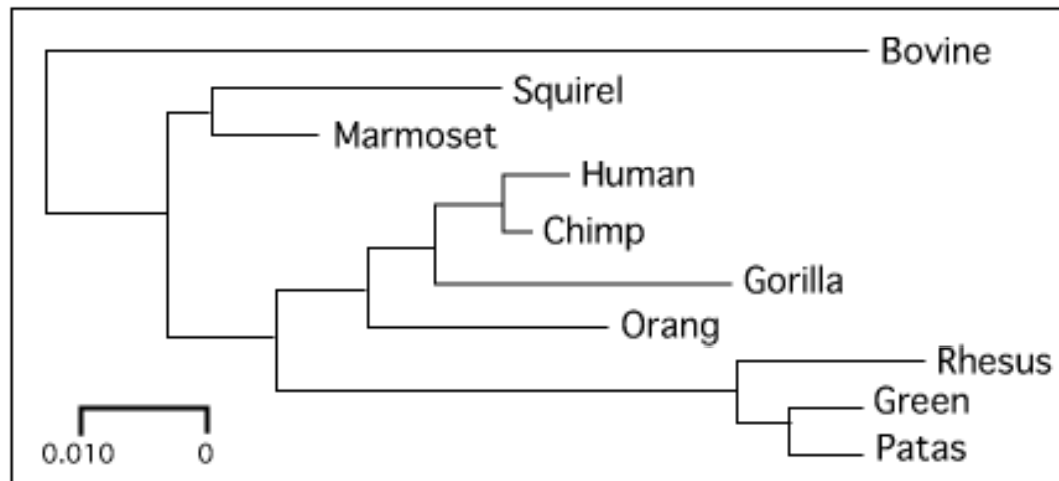 Bovine
Squirel
Marmoset
Human
Chimp
Gorilla
Orang
Rhesus
Green
Patas
0.010 0